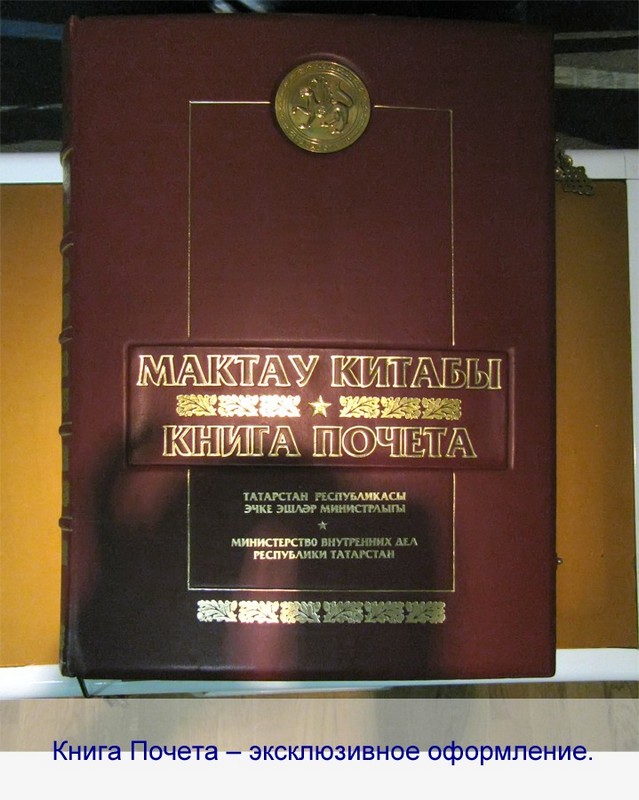 МАКТАУ КИТАБЫ
КНИГА ПОЧЕТА
ТАТАРСТАН РЕСПУБЛИКАСЫ
ЭЧКЕ ЭШЛӘР МИНИСТРЛЫГЫ
МИНИСТЕРСТВО ВНУТРЕННИХ ДЕЛ
РЕСПУБЛИКИ ТАТАРСТАН
Книга Почета – эксклюзивное оформление.